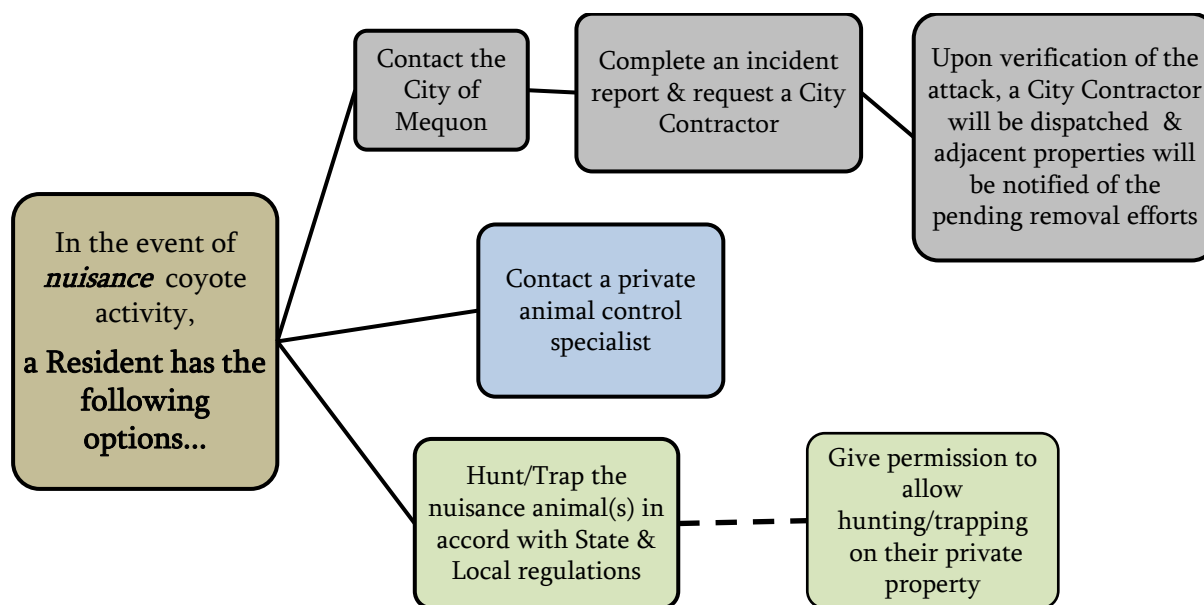 In the event of
nuisance coyote
activity,
a Resident has the
following
options...
Contact the
City of
Mequon
Complete an incident
report & request a City
Contractor
Upon verification of the
attack, a City Contractor
will be dispatched &
adjacent properties will
be notified of the
pending removal efforts
Contact a private
animal control
specialist
Hunt/Trap the
nuisance animal(s) in
accord with State &
Local regulations
Give permission to
allow
hunting/trapping
on their private
property